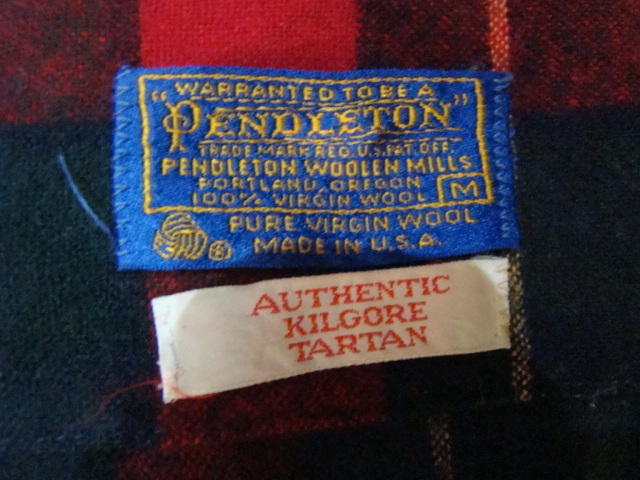 "WARRANTED TO BE A
PENDLETON"
TRADE MARK REG. U.S. PAT. OFF.
PENDLETON WOOLEN MILLS
PORTLAND, OREGON
100% VIRGIN WOOL M
PURE VIRGIN WOOL
® MADE IN U.S.A.
AUTHENTIC
KILGORE
TARTAN